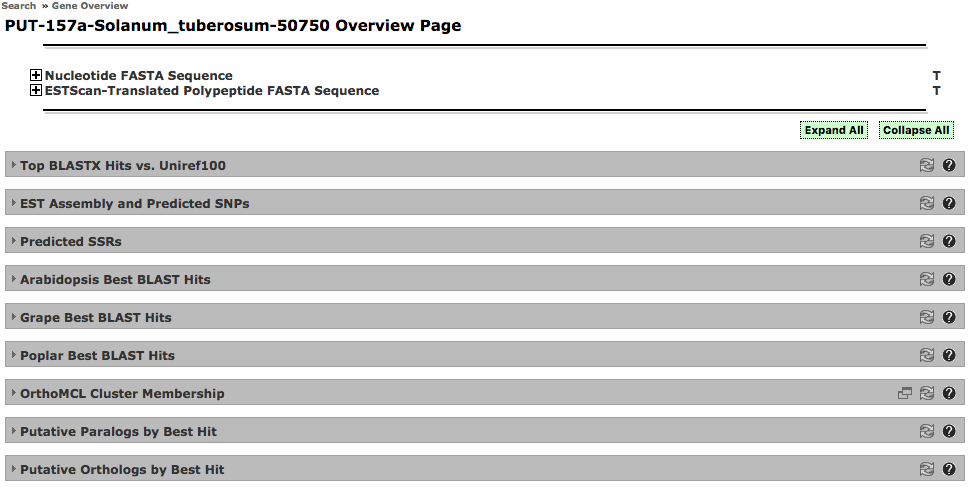 Search » Gene Overview
PUT-157a-Solanum_tuberosum-50750 Overview Page
Nucleotide FASTA Sequence T
ESTScan-Translated Polypeptide FASTA Sequence T
Expand All Collapse All
Top BLASTX Hits vs. Uniref100 ?
EST Assembly and Predicted SNPs ?
Predicted SSRs ?
Arabidopsis Best BLAST Hits ?
Grape Best BLAST Hits ?
Poplar Best BLAST Hits ?
OrthoMCL Cluster Membership ?
Putative Paralogs by Best Hit ?
Putative Orthologs by Best Hit ?